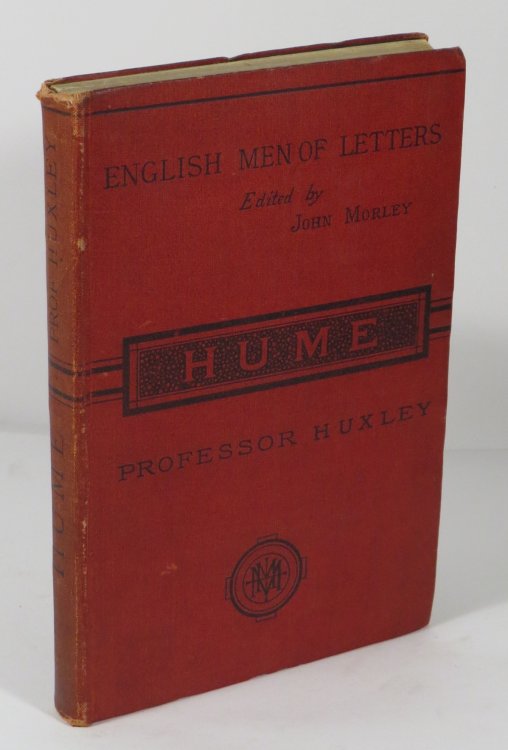 ENGLISH MEN OF LETTERS
Edited by
JOHN MORLEY
HUME
PROFESSOR HUXLEY
HUME
PROF HUXLEY